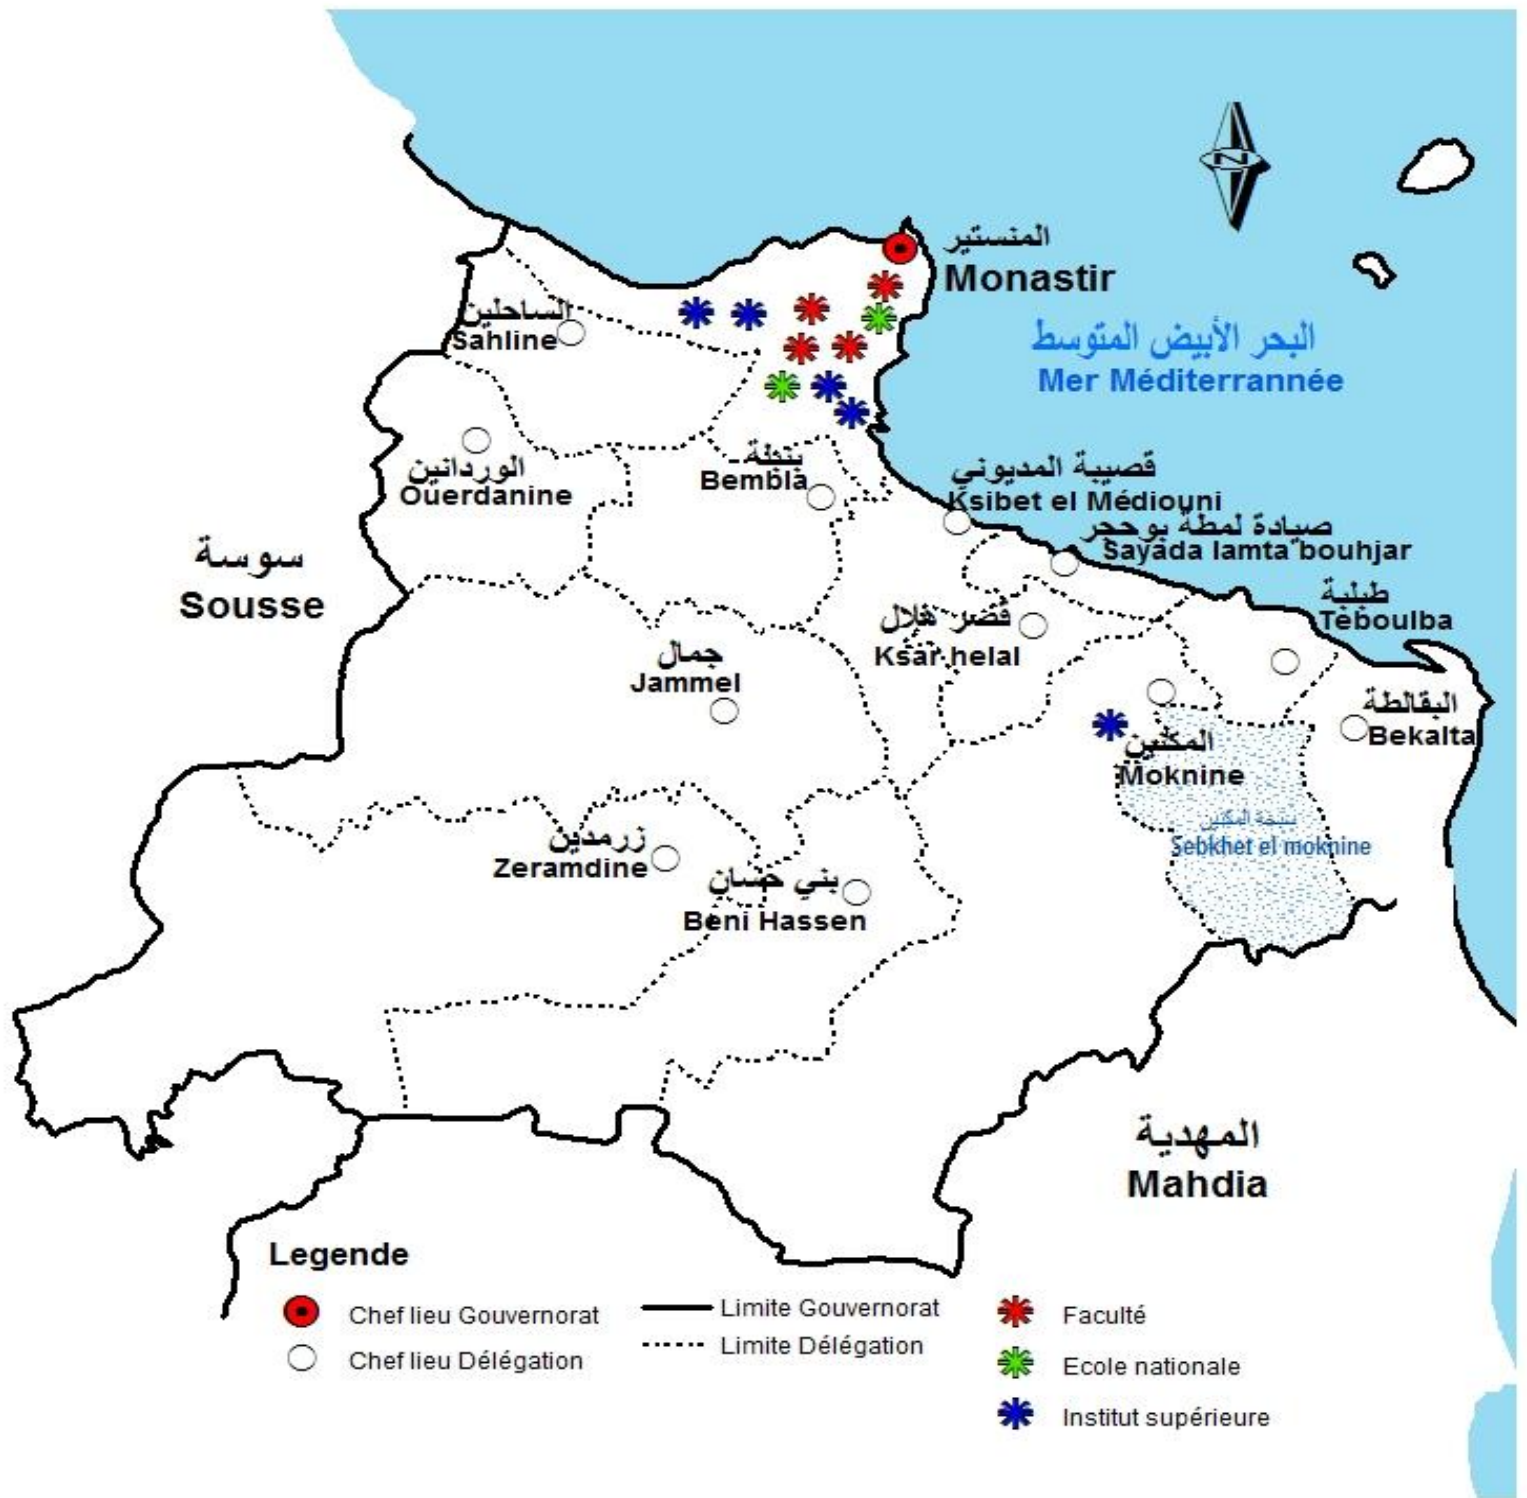 N
المنستير
Monastir
الساحلين
Sahline
البحر الأبيض المتوسط
Mer Méditerrannée
الوردانين
Ouerdanine
بنبلة
Bembla
قصيبة المديوني
Ksibet el Médiouni
صيادة لمطة بوحجر
Sayada lamta bouhjar
سوسة
Sousse
طبلبة
Teboulba
قصر هلال
Ksar helal
جمال
Jammel
البقالطة
Bekalta
المكنين
Moknine
سبخة المكنين
Sebkhet el moknine
زرمدين
Zeramdine
بني حسان
Beni Hassen
المهدية
Mahdia
Legende
Chef lieu Gouvernorat
Chef lieu Délégation
Limite Gouvernorat
Limite Délégation
Faculté
Ecole nationale
Institut supérieure